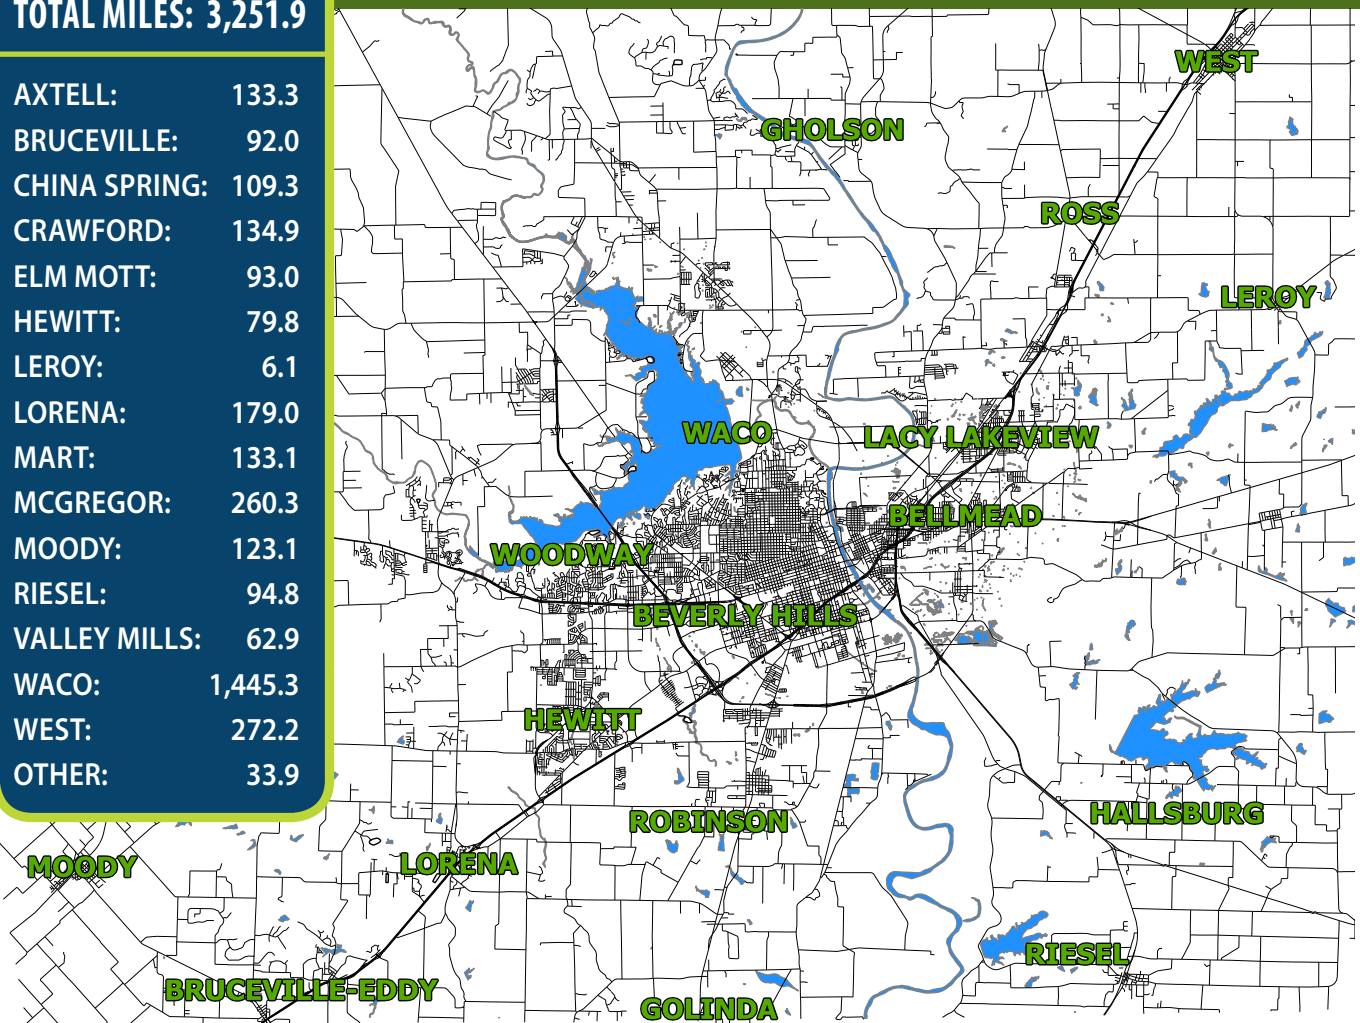 TOTAL MILES: 3,251.9
AXTELL: 133.3
BRUCEVILLE: 92.0
CHINA SPRING: 109.3
CRAWFORD: 134.9
ELM MOTT: 93.0
HEWITT: 79.8
LEROY: 6.1
LORENA: 179.0
MART: 133.1
MCGREGOR: 260.3
MOODY: 123.1
RIESEL: 94.8
VALLEY MILLS: 62.9
WACO: 1,445.3
WEST: 272.2
OTHER: 33.9
WEST
GHOLSON
ROSS
LEROY
WACO
LACY LAKEVIEW
BELLMEAD
WOODWAY
BEVERLY HILLS
HEWITT
HALLSBURG
ROBINSON
MOODY
LORENA
RIESEL
BRUCEVILLE-EDDY
GOLINDA